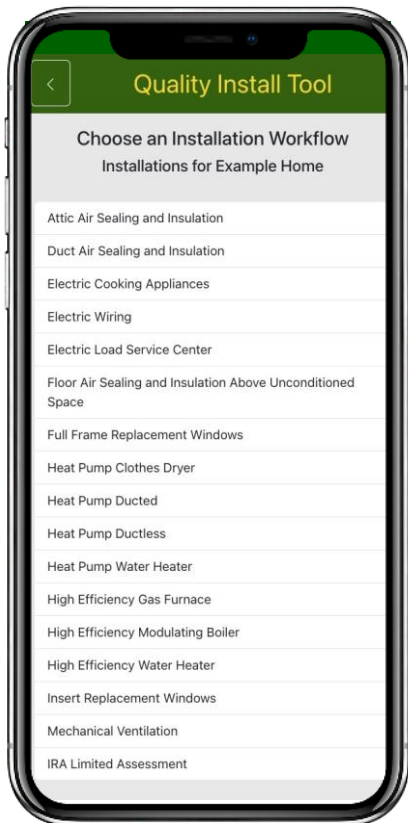 Quality Install Tool
Choose an Installation Workflow
Installations for Example Home
Attic Air Sealing and Insulation
Duct Air Sealing and Insulation
Electric Cooking Appliances
Electric Wiring
Electric Load Service Center
Floor Air Sealing and Insulation Above Unconditioned
Space
Full Frame Replacement Windows
Heat Pump Clothes Dryer
Heat Pump Ducted
Heat Pump Ductless
Heat Pump Water Heater
High Efficiency Gas Furnace
High Efficiency Modulating Boiler
High Efficiency Water Heater
Insert Replacement Windows
Mechanical Ventilation
IRA Limited Assessment